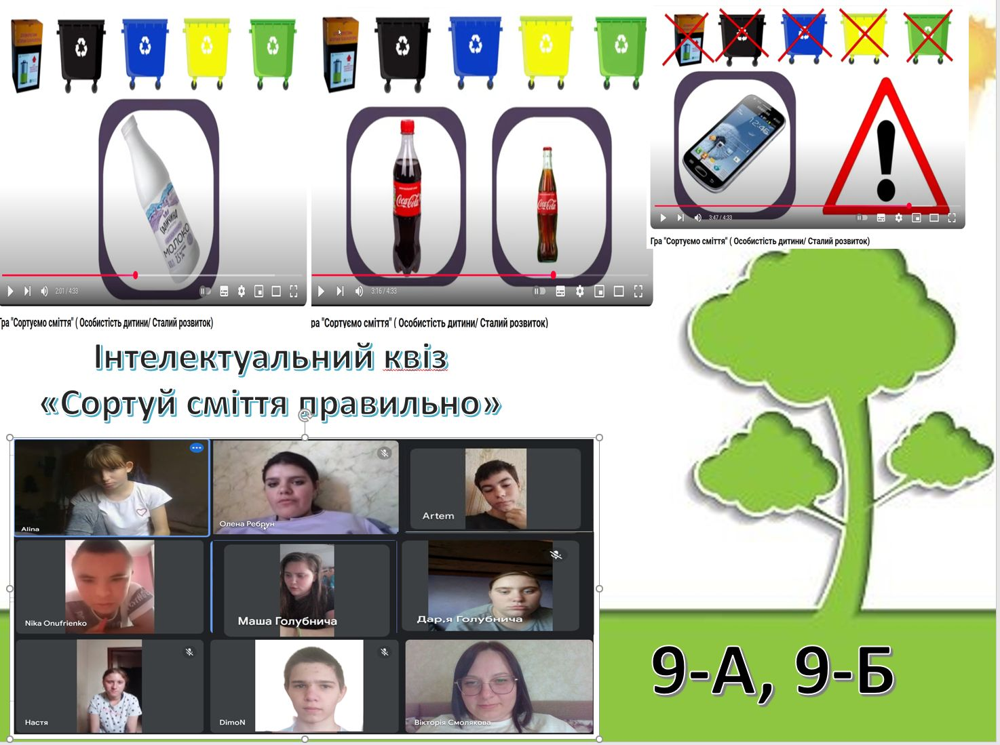 ГАЛИЧИНА
МОЛОКО
2,5%
2:01 / 4:33
Гра "Сортуємо сміття" ( Особистість дитини/ Сталий розвиток)
Coca-Cola
Coca-Cola
3:16 / 4:33
ра "Сортуємо сміття" ( Особистість дитини/ Сталий розвиток)
12:46
3:47 / 4:33
Гра "Сортуємо сміття" ( Особистість дитини/ Сталий розвиток)
Інтелектуальний квіз
«Сортуй сміття правильно»
Alina
Олена Ребрун
Artem
Nika Onufrienko
Маша Голубнича
Дар,я Голубнича
Настя
DimoN
Вікторія Смолякова
9-А, 9-Б